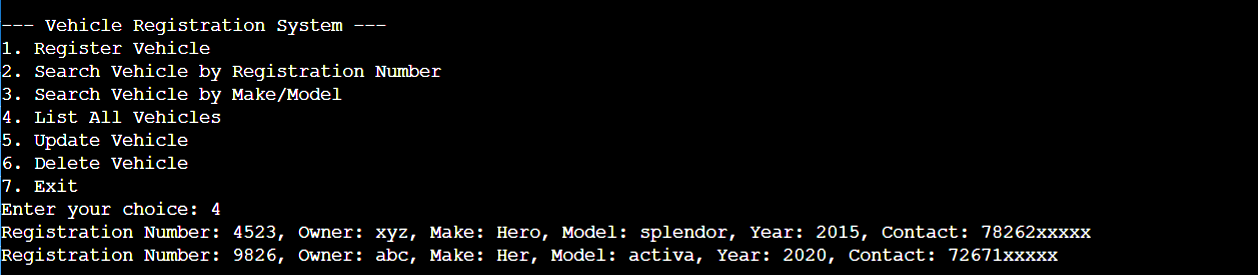 --- Vehicle Registration System ---
1. Register Vehicle
2. Search Vehicle by Registration Number
3. Search Vehicle by Make/Model
4. List All Vehicles
5. Update Vehicle
6. Delete Vehicle
7. Exit
Enter your choice: 4
Registration Number: 4523, Owner: xyz, Make: Hero, Model: splendor, Year: 2015, Contact: 78262xxxxx
Registration Number: 9826, Owner: abc, Make: Her, Model: activa, Year: 2020, Contact: 72671xxxxx